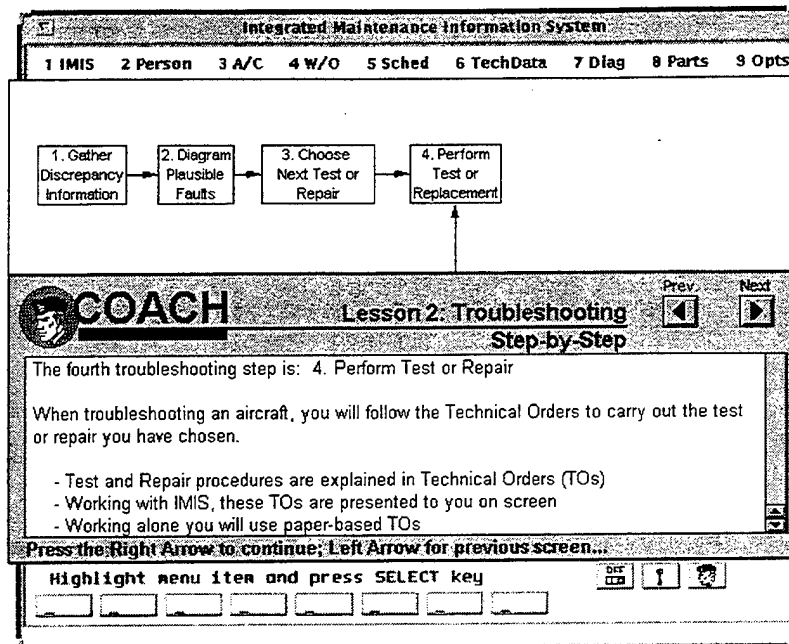 Integrated Maintenance Information System
1 IMIS 2 Person 3 A/C 4 W/O 5 Sched 6 TechData 7 Diag 8 Parts 9 Opts
1. Gather
Discrepancy
Information
2. Diagram
Plausible
Faults
3. Choose
Next Test or
Repair
4. Perform
Test or
Replacement
COACH
Lesson 2: Troubleshooting
Step-by-Step
Prev.
Next
The fourth troubleshooting step is: 4. Perform Test or Repair
When troubleshooting an aircraft, you will follow the Technical Orders to carry out the test
or repair you have chosen.
- Test and Repair procedures are explained in Technical Orders (TOs)
- Working with IMIS, these TOs are presented to you on screen
- Working alone you will use paper-based TOs
Press the Right Arrow to continue; Left Arrow for previous screen...
Highlight menu item and press SELECT key